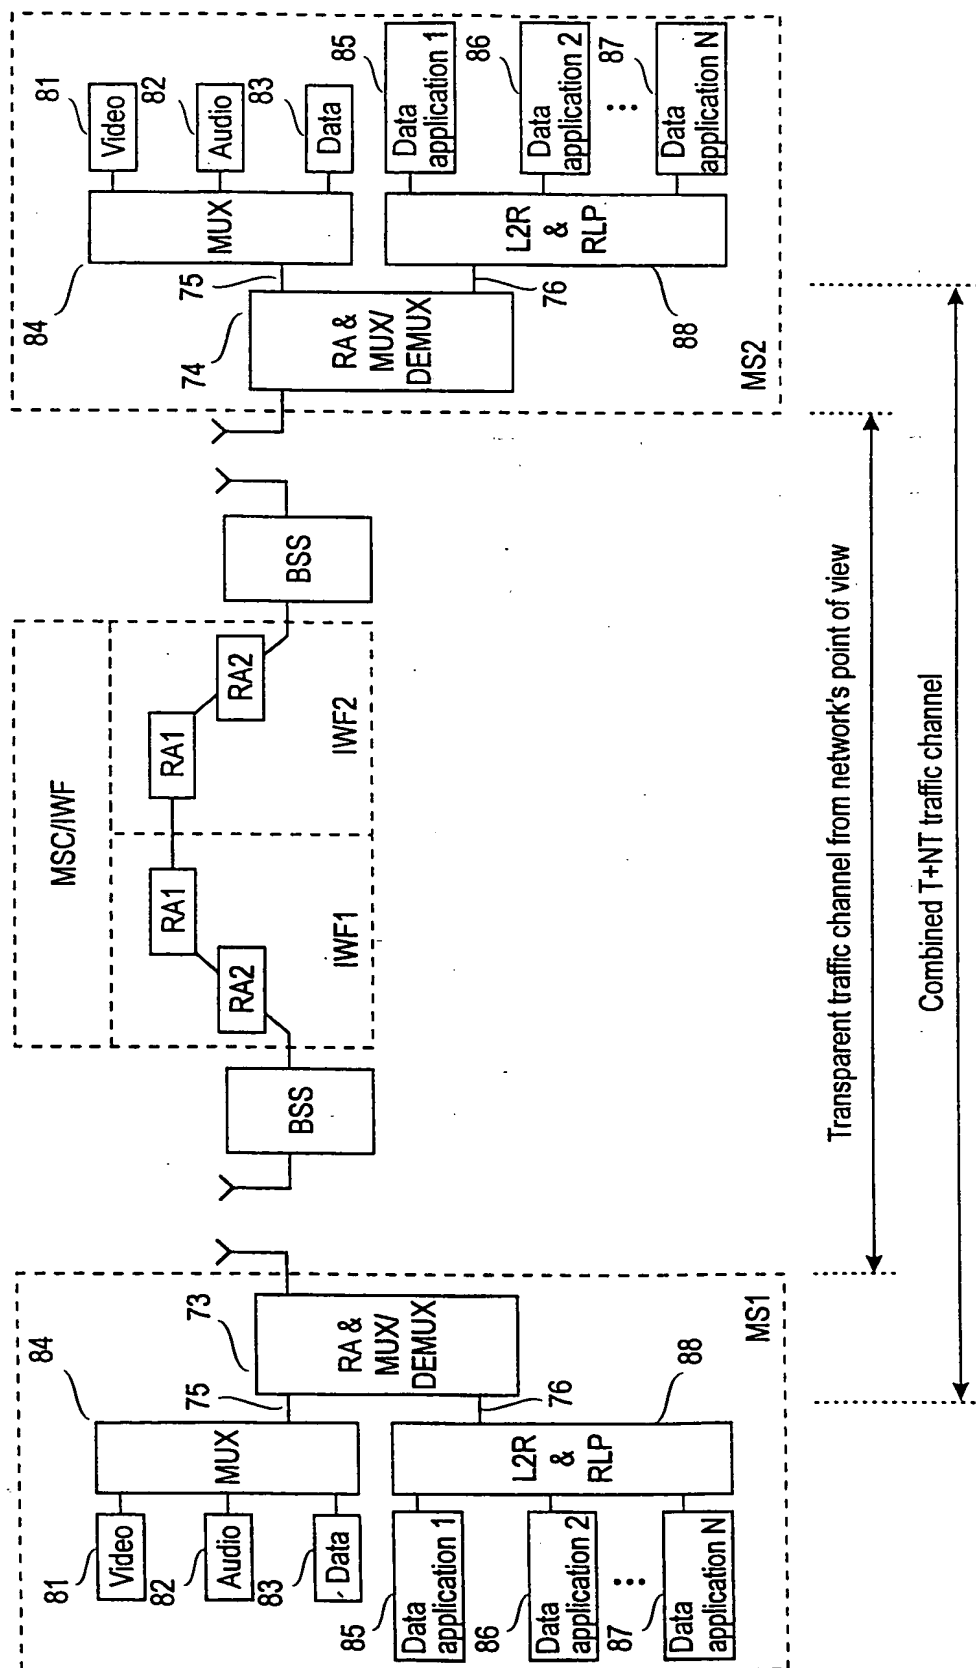 84
81
Video
82
Audio
83
Data
MUX
75
73
RA &
MUX/
DEMUX
85
Data
application 1
86
Data
application 2
87
Data
application N
L2R
&
RLP
76
88
MS1
BSS
MSC/IWF
RA1
RA2
IWF1
RA1
RA2
IWF2
BSS
84
81
Video
82
Audio
83
Data
MUX
75
74
RA &
MUX/
DEMUX
85
Data
application 1
86
Data
application 2
87
Data
application N
L2R
&
RLP
76
88
MS2
Transparent traffic channel from network's point of view
Combined T+NT traffic channel